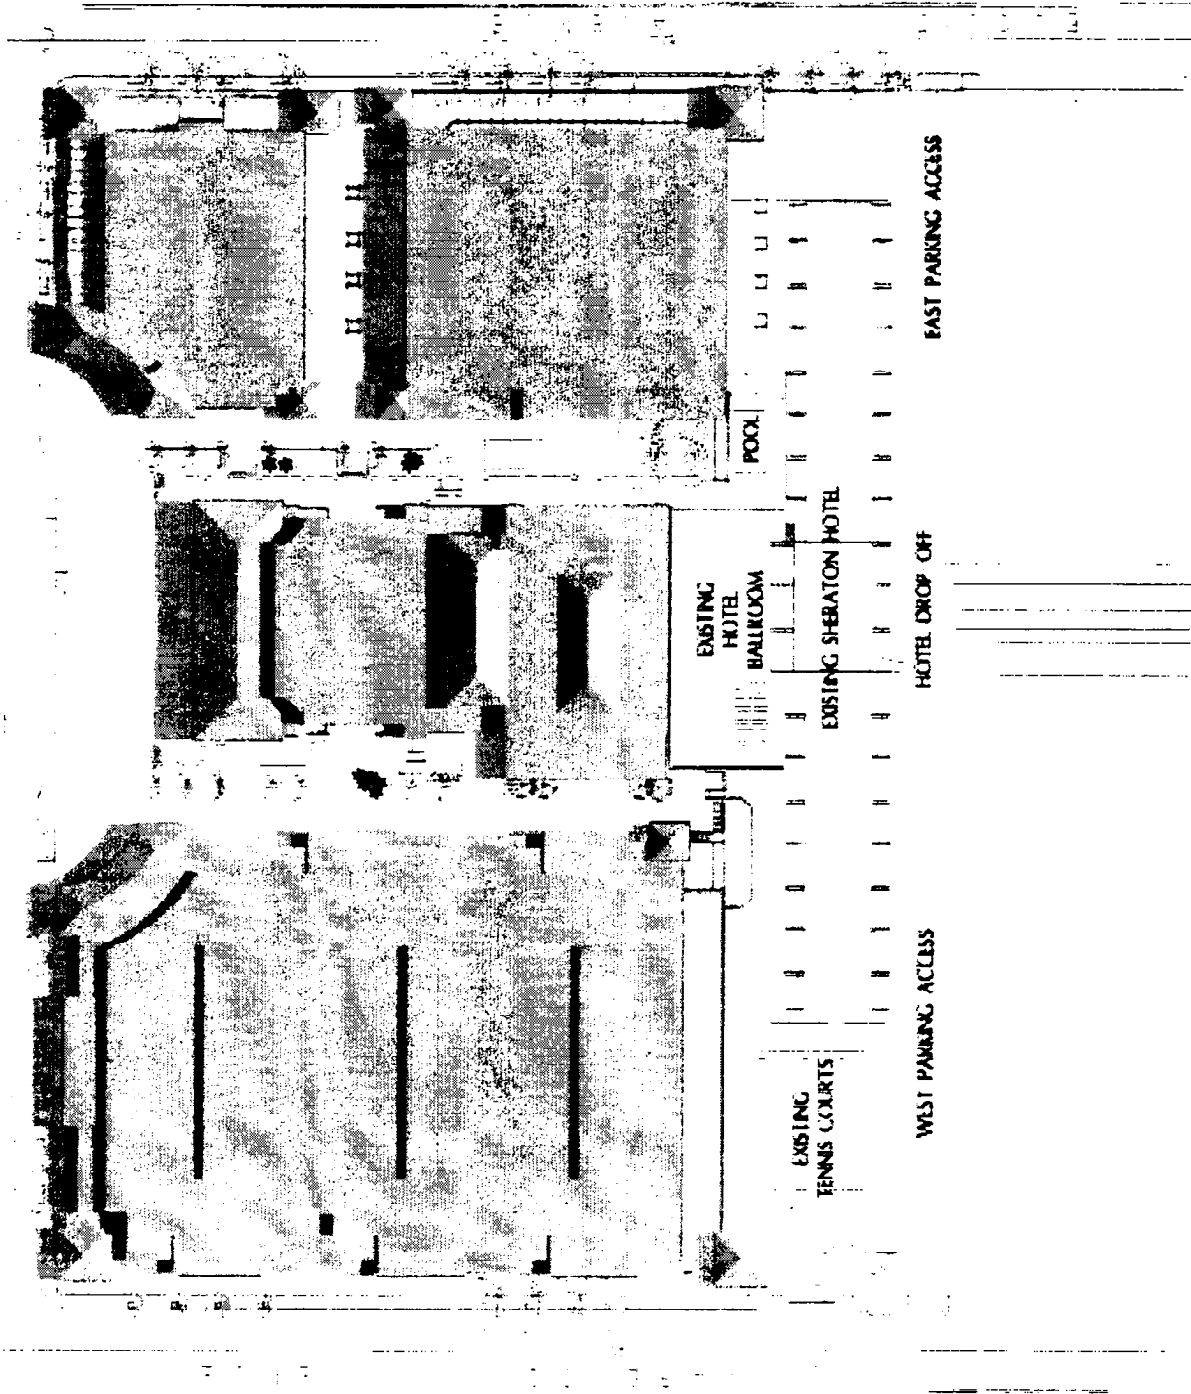 EXISTING
TENNIS COURTS
WEST PARKING ACCESS
EXISTING
HOTEL
BALLROOM
EXISTING SHERATON HOTEL
HOTEL DROP OFF
POOL
EAST PARKING ACCESS